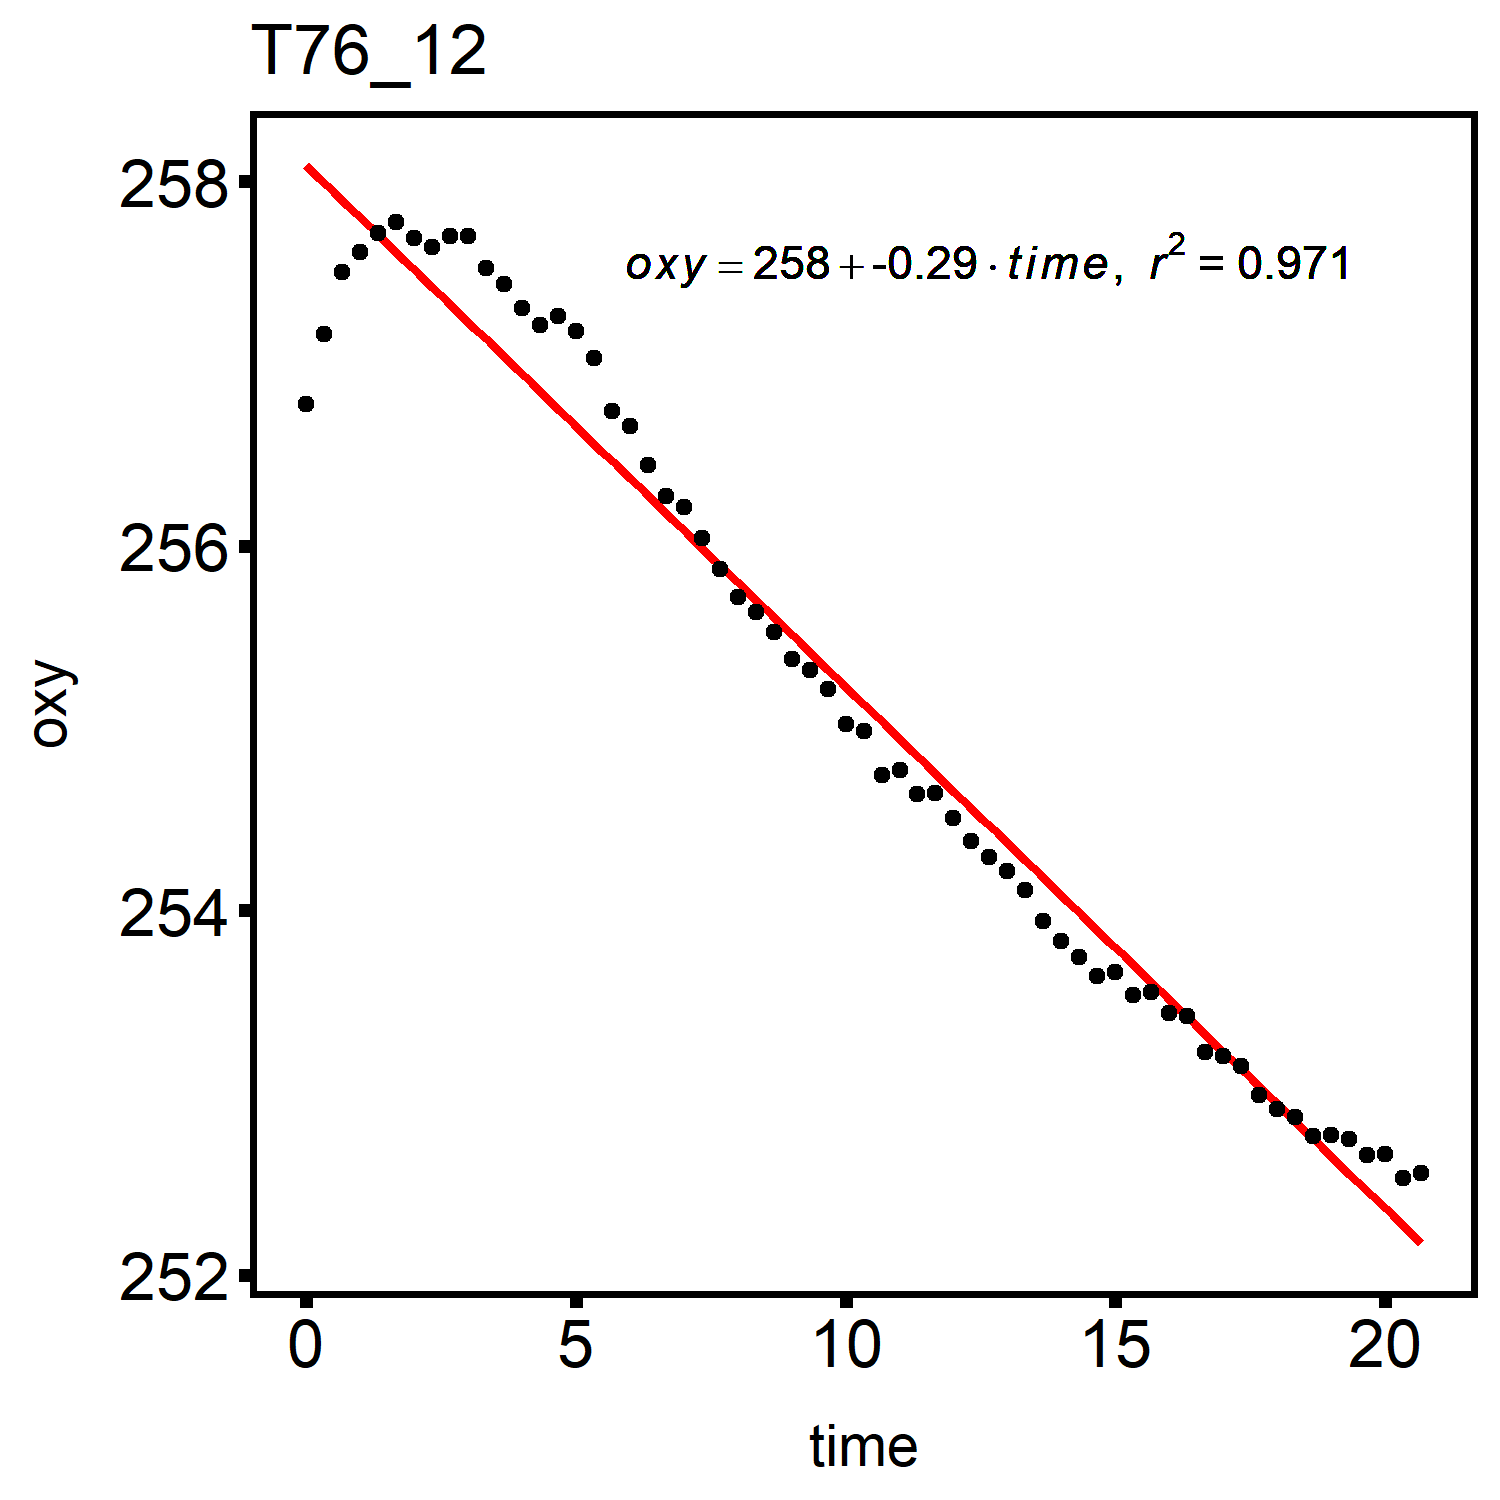 T76_12
oxy = 258 + -0.29 · time, r² = 0.971
258
256
254
252
oxy
0 5 10 15 20
time